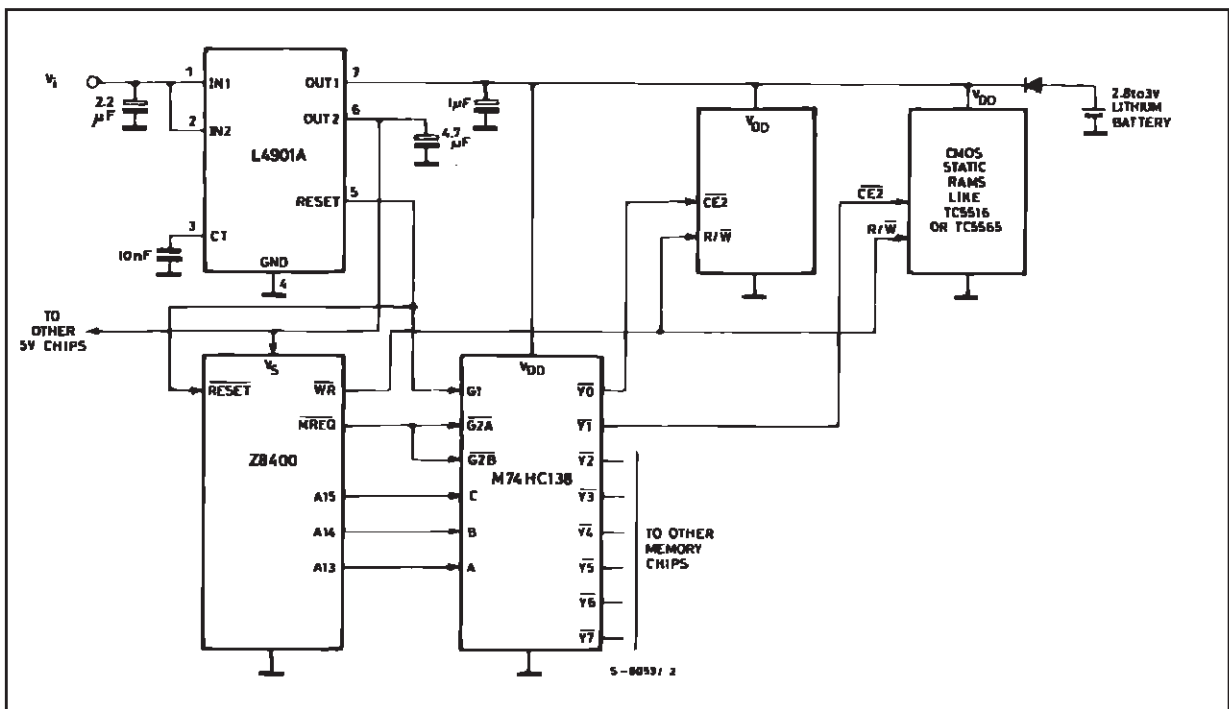 Vi
1
IN1
2.2
μF
2
IN2
L4901A
OUT1
7
OUT2
6
RESET
5
3
CT
10nF
GND
4
1μF
4.7
μF
VDD
CE2
R/W
VDD
2.8to3V
LITHIUM
BATTERY
CMOS
STATIC
RAMS
LIKE
TC5516
OR TC5565
CE2
R/W
TO
OTHER
5V CHIPS
VS
RESET
WR
MREQ
Z8400
A15
A14
A13
VDD
G1
G2A
G2B
M74HC138
C
B
A
Y0
Y1
Y2
Y3
Y4
Y5
Y6
Y7
TO OTHER
MEMORY
CHIPS